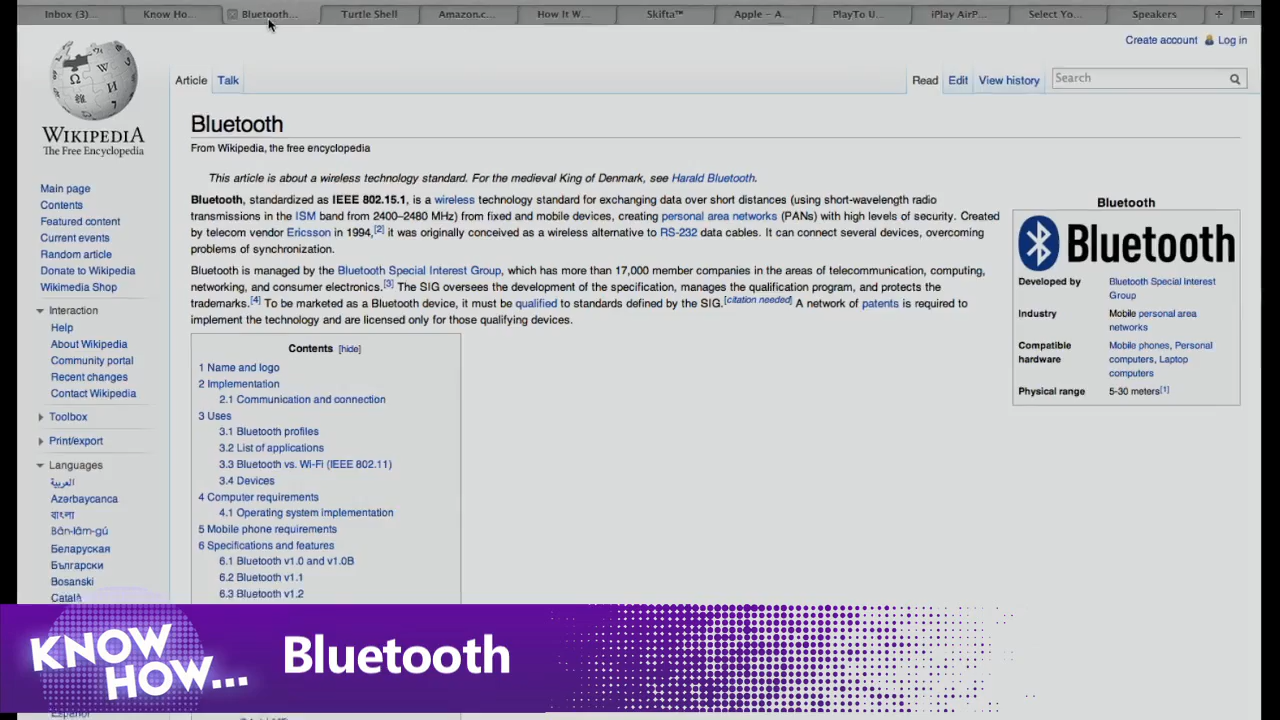 Inbox (3)...
Know Ho...
Bluetooth...
Turtle Shell
Amazon.c...
How It W...
Skifta™
Apple – A...
PlayTo U...
iPlay AirP...
Select Yo...
Speakers
Create account
Log in
Article
Talk
Read
Edit
View history
Search
WIKIPEDIA
The Free Encyclopedia
Bluetooth
From Wikipedia, the free encyclopedia
This article is about a wireless technology standard. For the medieval King of Denmark, see Harald Bluetooth.
Bluetooth, standardized as IEEE 802.15.1, is a wireless technology standard for exchanging data over short distances (using short-wavelength radio
transmissions in the ISM band from 2400–2480 MHz) from fixed and mobile devices, creating personal area networks (PANs) with high levels of security. Created
by telecom vendor Ericsson in 1994,[2] it was originally conceived as a wireless alternative to RS-232 data cables. It can connect several devices, overcoming
problems of synchronization.
Bluetooth is managed by the Bluetooth Special Interest Group, which has more than 17,000 member companies in the areas of telecommunication, computing,
networking, and consumer electronics.[3] The SIG oversees the development of the specification, manages the qualification program, and protects the
trademarks.[4] To be marketed as a Bluetooth device, it must be qualified to standards defined by the SIG.[citation needed] A network of patents is required to
implement the technology and are licensed only for those qualifying devices.
Bluetooth
Bluetooth
Developed by
Bluetooth Special Interest
Group
Industry
Mobile personal area
networks
Compatible
hardware
Mobile phones, Personal
computers, Laptop
computers
Physical range
5-30 meters[1]
Main page
Contents
Featured content
Current events
Random article
Donate to Wikipedia
Wikimedia Shop
Interaction
Help
About Wikipedia
Community portal
Recent changes
Contact Wikipedia
Toolbox
Print/export
Languages
العربية
Azərbaycanca
বাংলা
Bân-lâm-gú
Беларуская
Български
Bosanski
Català
Contents [hide]
1 Name and logo
2 Implementation
2.1 Communication and connection
3 Uses
3.1 Bluetooth profiles
3.2 List of applications
3.3 Bluetooth vs. Wi-Fi (IEEE 802.11)
3.4 Devices
4 Computer requirements
4.1 Operating system implementation
5 Mobile phone requirements
6 Specifications and features
6.1 Bluetooth v1.0 and v1.0B
6.2 Bluetooth v1.1
6.3 Bluetooth v1.2
KNOW
HOW...
Bluetooth